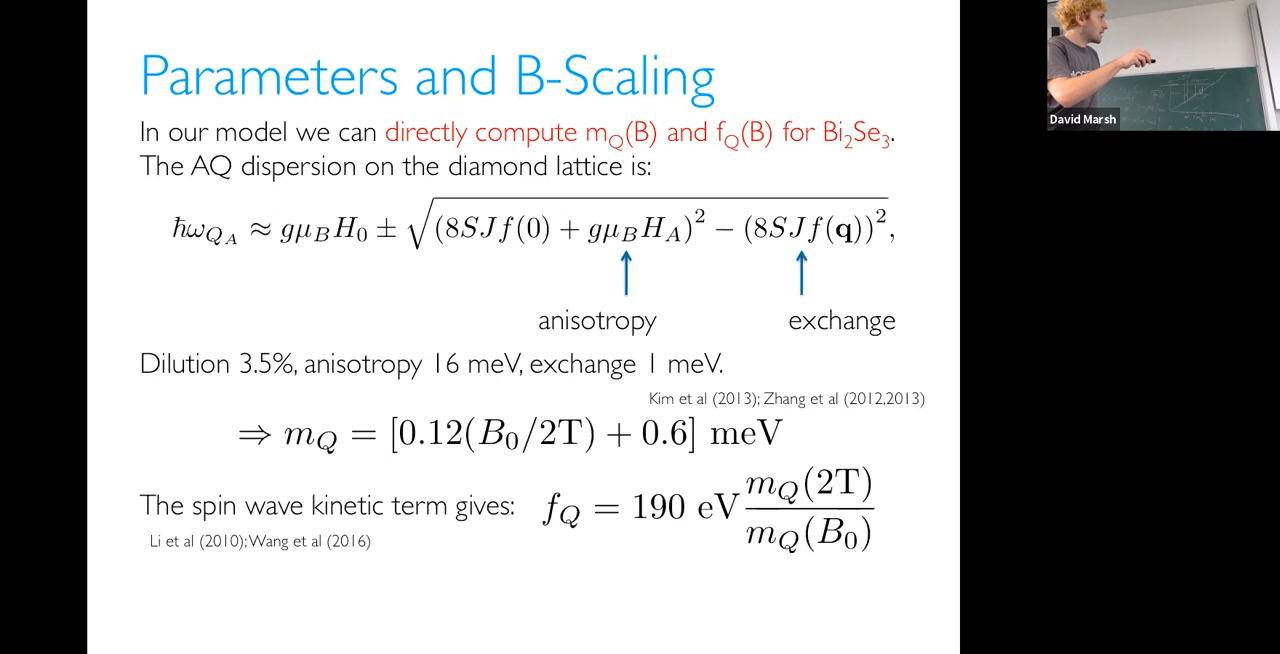 Parameters and B-Scaling
In our model we can directly compute m_Q(B) and f_Q(B) for Bi₂Se₃.
The AQ dispersion on the diamond lattice is:
ħω_{Q_A} ≈ gμ_B H_0 ± √((8SJf(0) + gμ_B H_A)² − (8SJf(𝐪))²),
anisotropy exchange
Dilution 3.5%, anisotropy 16 meV, exchange 1 meV.
Kim et al (2013); Zhang et al (2012,2013)
⇒ m_Q = [0.12(B_0/2T) + 0.6] meV
The spin wave kinetic term gives: f_Q = 190 eV m_Q(2T)/m_Q(B_0)
Li et al (2010); Wang et al (2016)
David Marsh